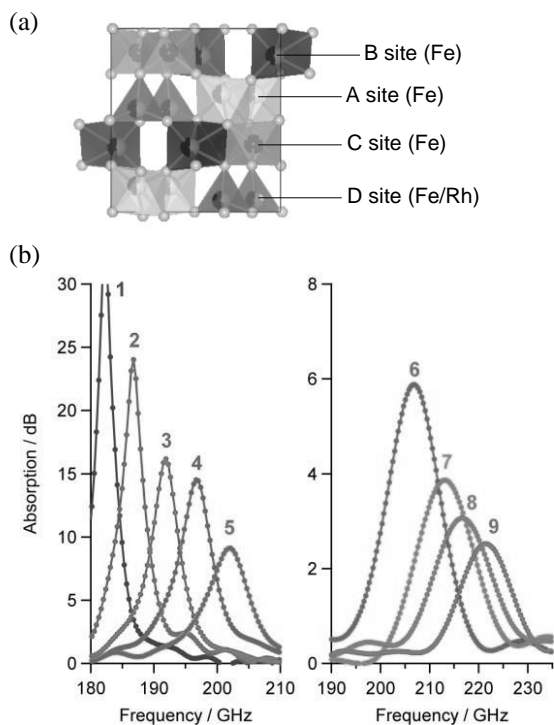 (a)
B site (Fe)
A site (Fe)
C site (Fe)
D site (Fe/Rh)
(b)
30
25
20
15
10
5
0
Absorption / dB
1
2
3
4
5
180 190 200 210
Frequency / GHz
8
6
4
2
0
6
7
8
9
190 200 210 220 230
Frequency / GHz